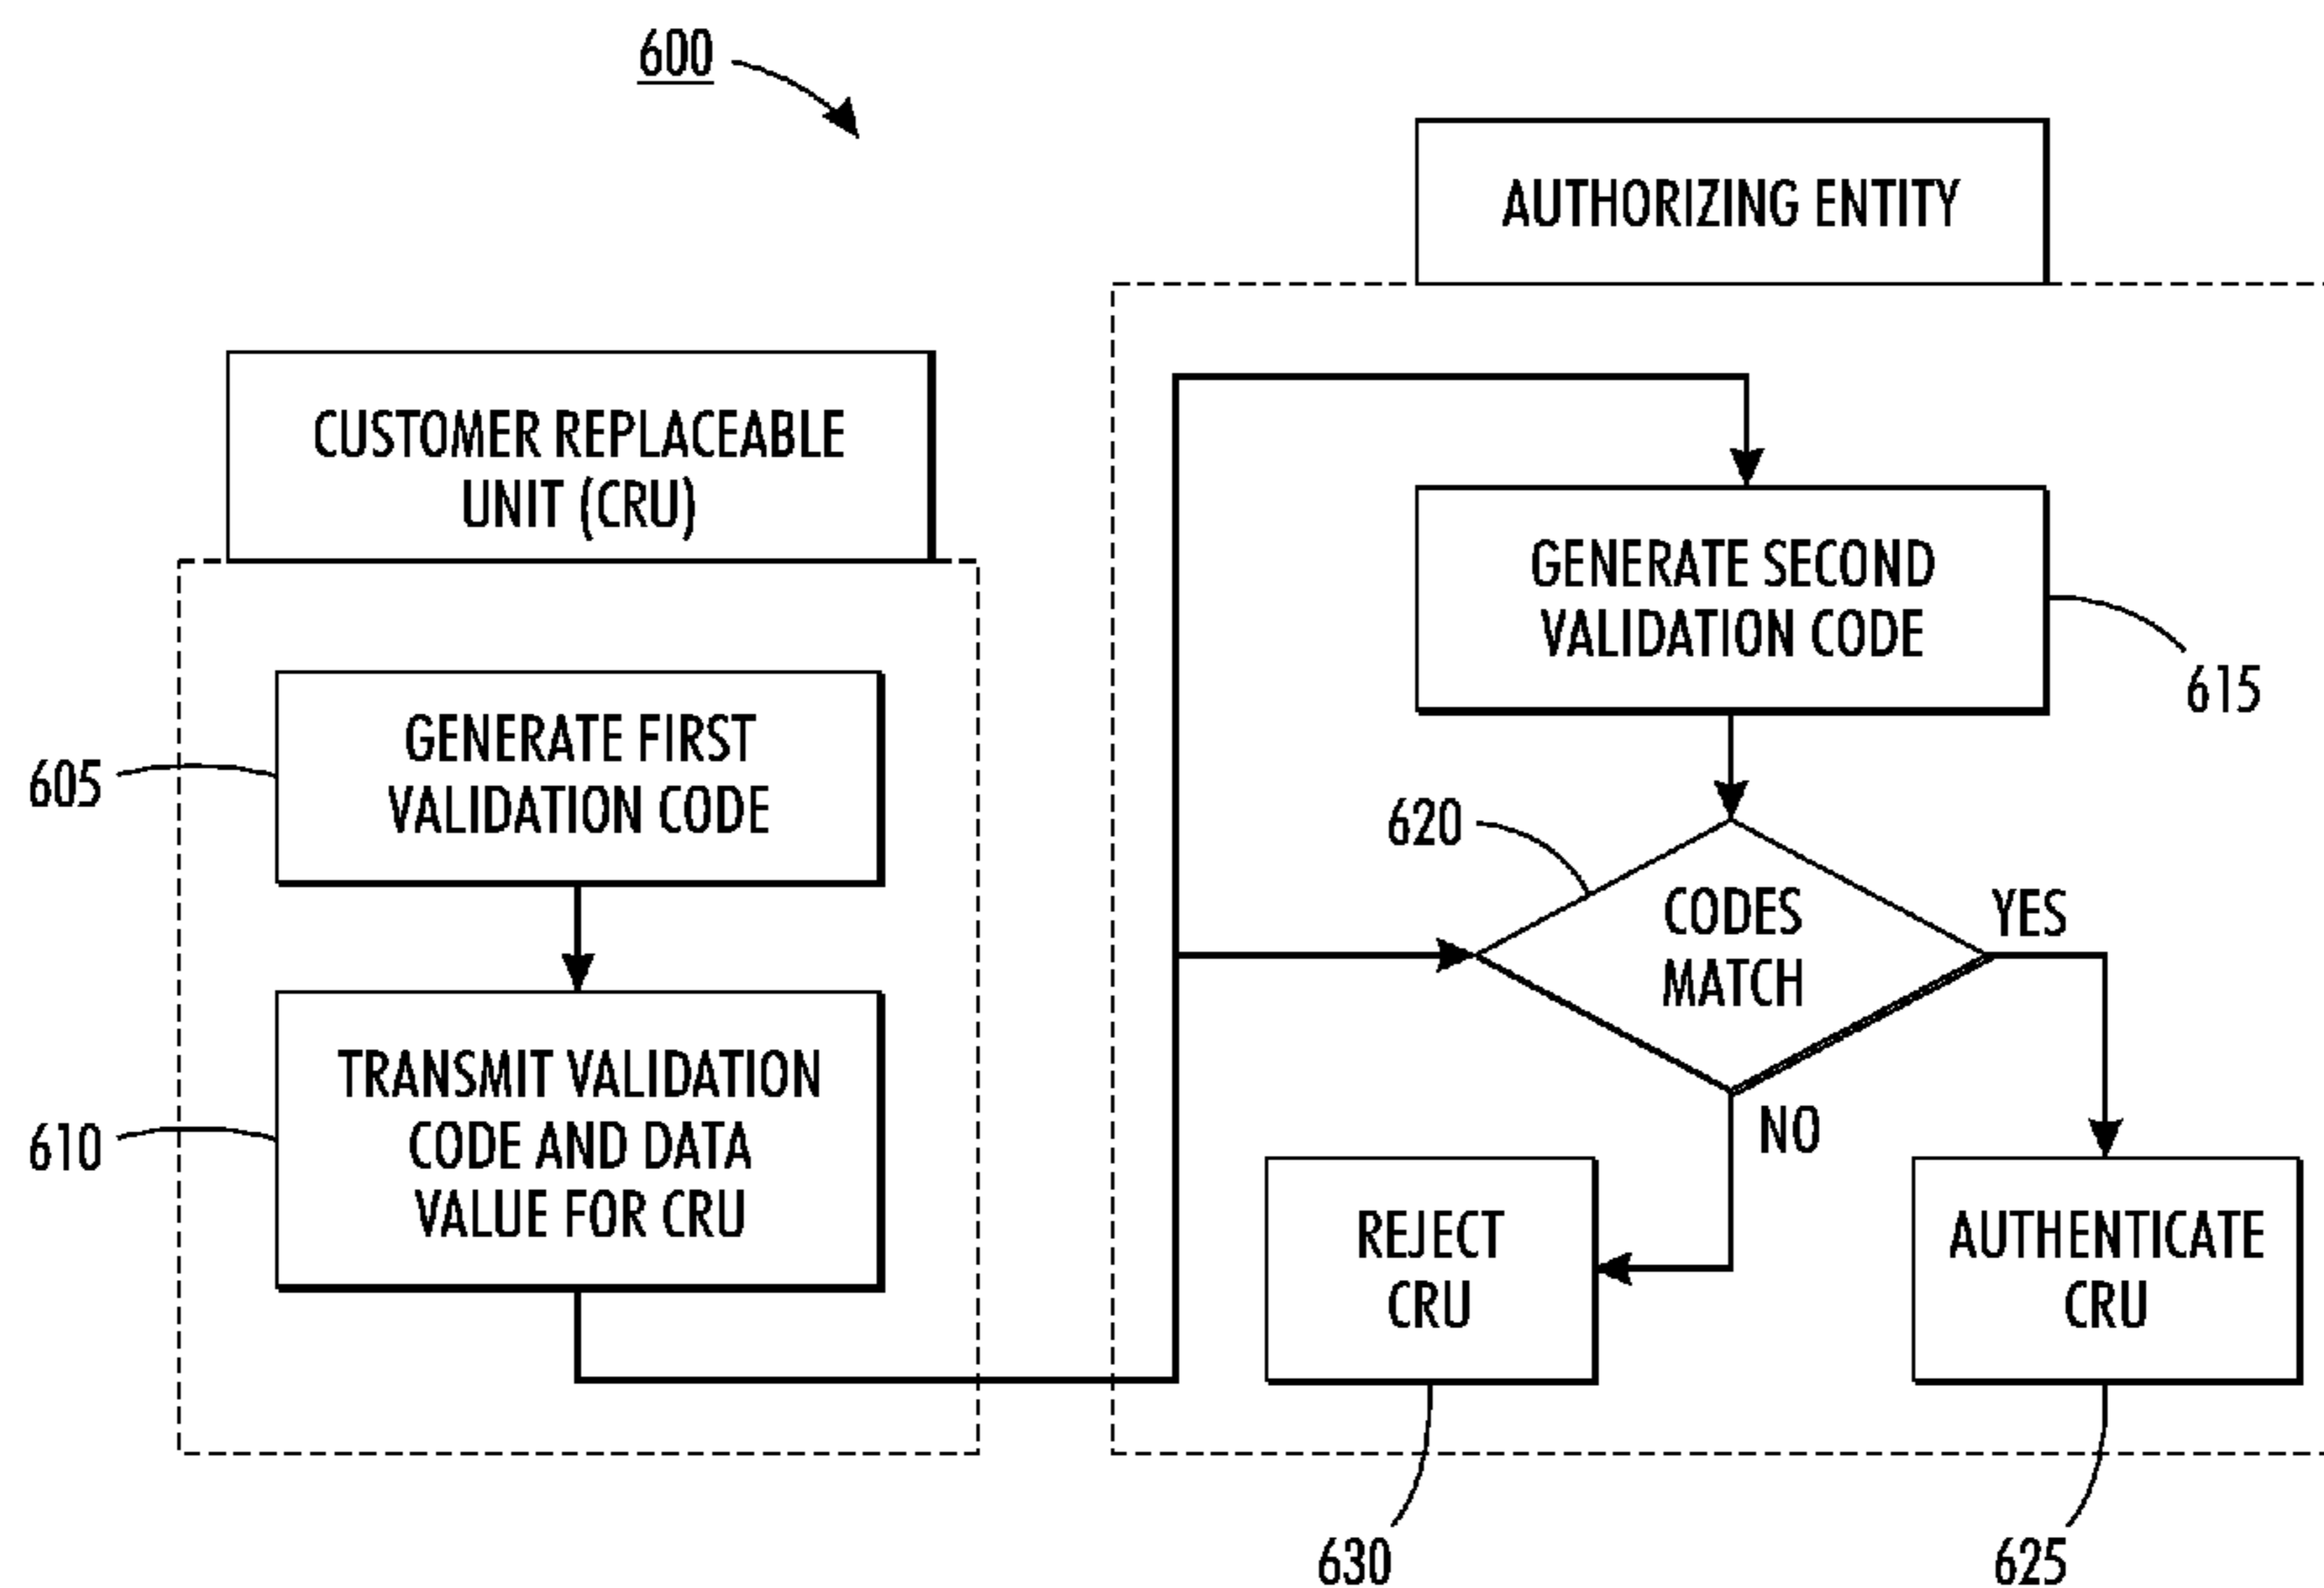 600
AUTHORIZING ENTITY
CUSTOMER REPLACEABLE
UNIT (CRU)
GENERATE FIRST
VALIDATION CODE
605
TRANSMIT VALIDATION
CODE AND DATA
VALUE FOR CRU
610
GENERATE SECOND
VALIDATION CODE
615
620
CODES
MATCH
YES
NO
REJECT
CRU
AUTHENTICATE
CRU
630
625